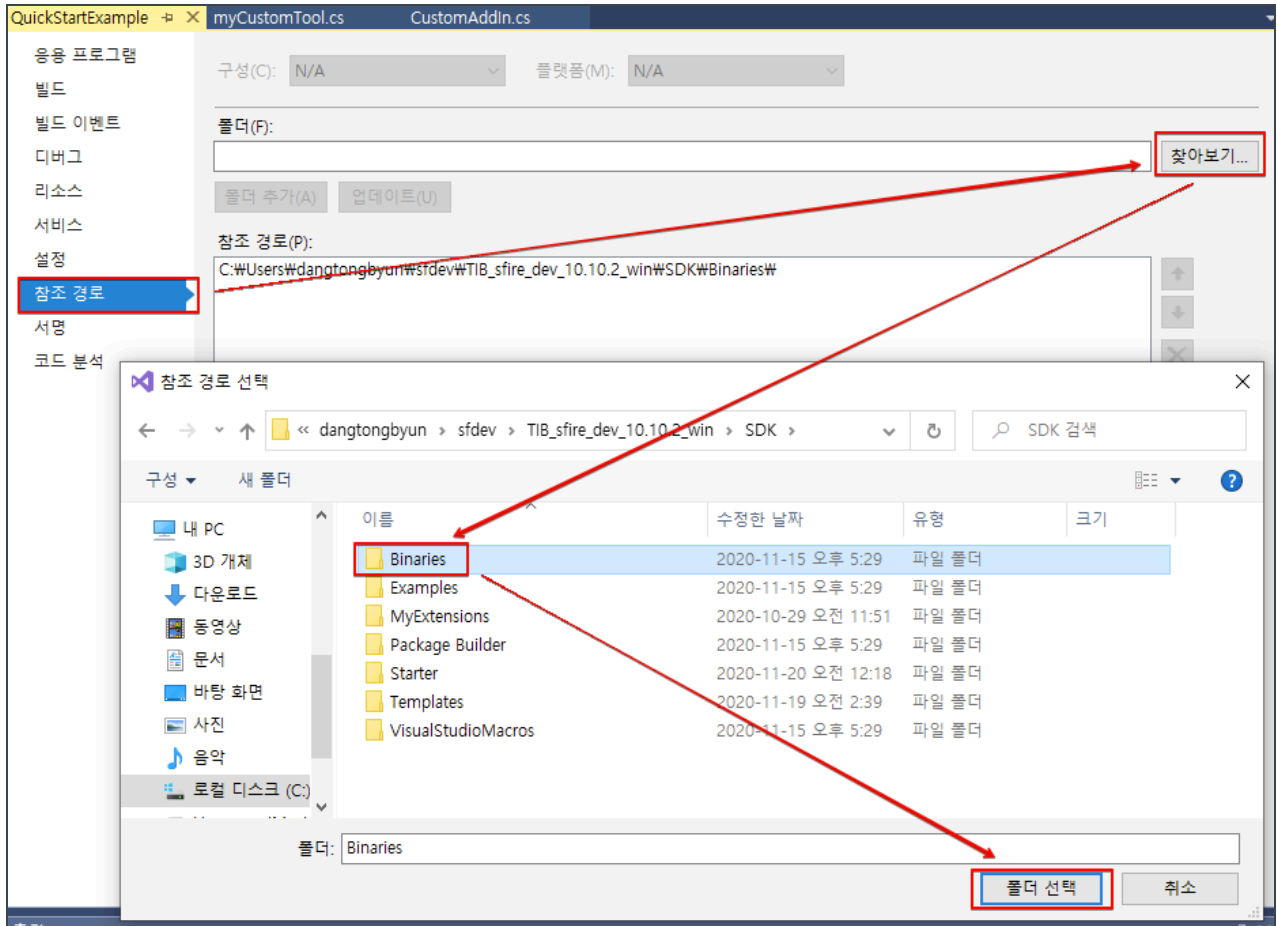 QuickStartExample myCustomTool.cs CustomAddIn.cs
응용 프로그램
빌드
빌드 이벤트
디버그
리소스
서비스
설정
참조 경로
서명
코드 분석
구성(C): N/A 플랫폼(M): N/A
폴더(F):
찾아보기...
폴더 추가(A) 업데이트(U)
참조 경로(P):
C:₩Users₩dangtongbyun₩sfdev₩TIB_sfire_dev_10.10.2_win₩SDK₩Binaries₩
참조 경로 선택
« dangtongbyun › sfdev › TIB_sfire_dev_10.10.2_win › SDK ›
SDK 검색
구성 새 폴더
내 PC
3D 개체
다운로드
동영상
문서
바탕 화면
사진
음악
로컬 디스크 (C:)
이름 수정한 날짜 유형 크기
Binaries 2020-11-15 오후 5:29 파일 폴더
Examples 2020-11-15 오후 5:29 파일 폴더
MyExtensions 2020-10-29 오전 11:51 파일 폴더
Package Builder 2020-11-15 오후 5:29 파일 폴더
Starter 2020-11-20 오전 12:18 파일 폴더
Templates 2020-11-19 오전 2:39 파일 폴더
VisualStudioMacros 2020-11-15 오후 5:29 파일 폴더
폴더: Binaries
폴더 선택 취소